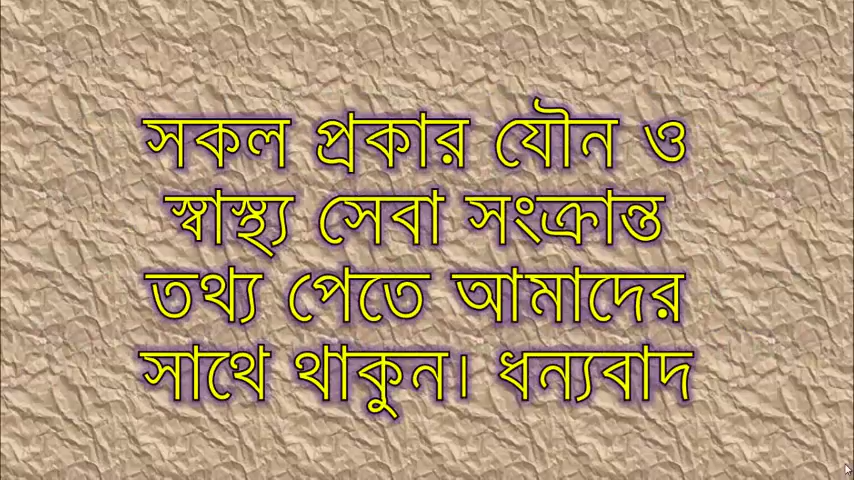 সকল প্রকার যৌন ও
স্বাস্থ্য সেবা সংক্রান্ত
তথ্য পেতে আমাদের
সাথে থাকুন। ধন্যবাদ